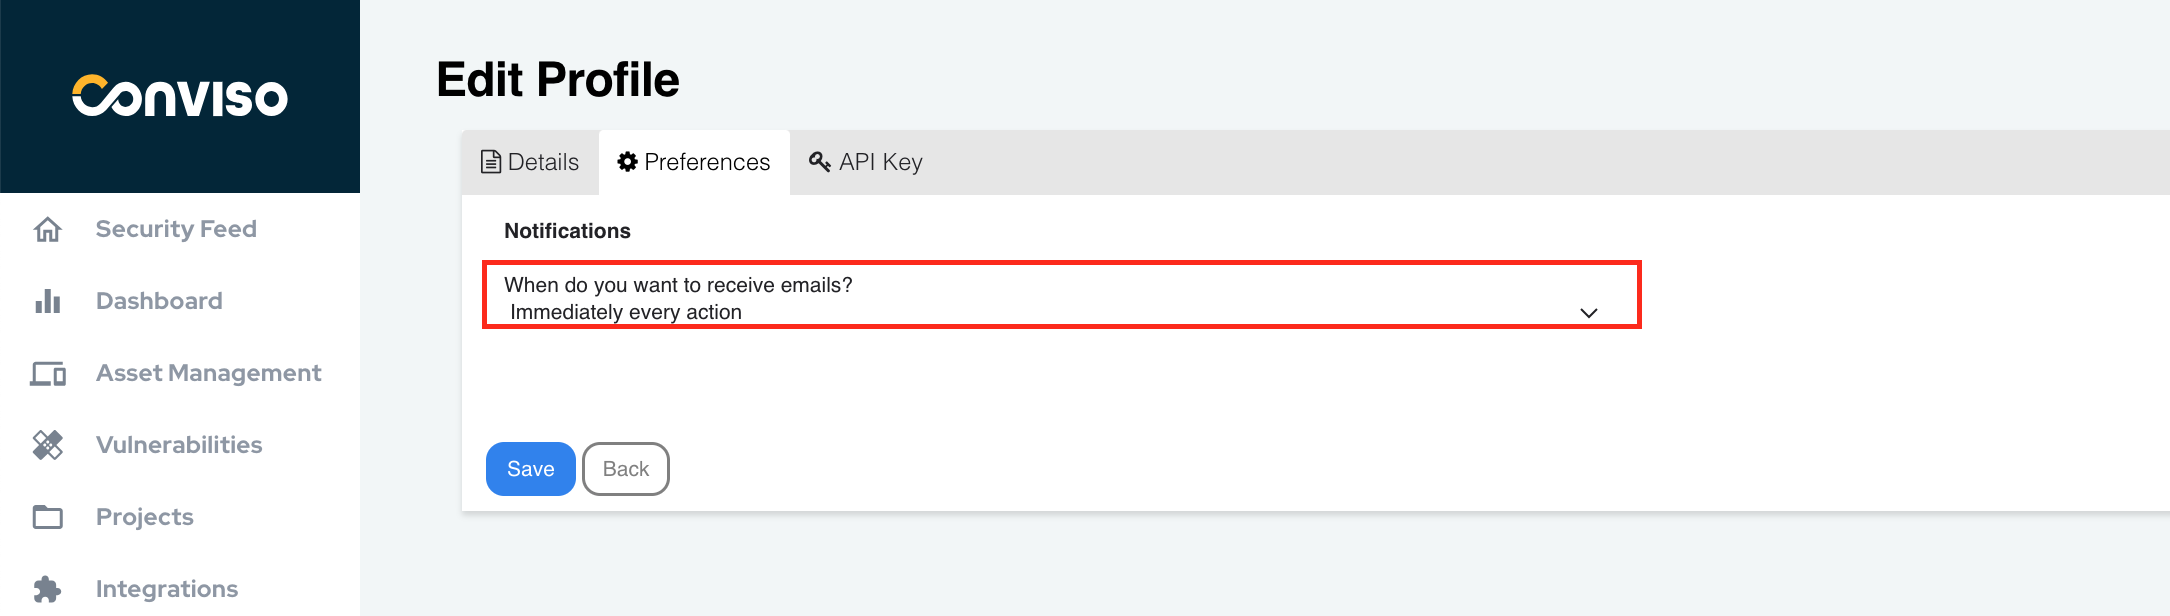 Conviso
Edit Profile
Details
Preferences
API Key
Security Feed
Dashboard
Asset Management
Vulnerabilities
Projects
Integrations
Notifications
When do you want to receive emails?
Immediately every action
Save
Back